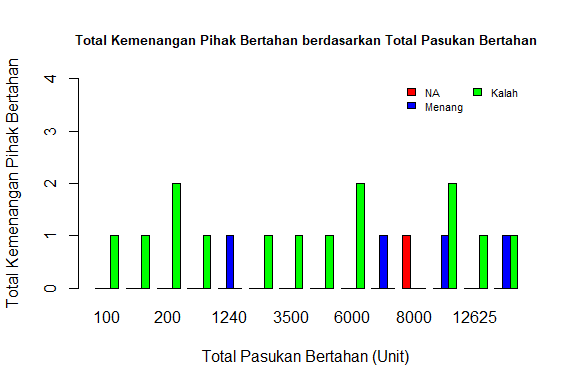 Total Kemenangan Pihak Bertahan berdasarkan Total Pasukan Bertahan
Total Kemenangan Pihak Bertahan
4
3
2
1
0
NA
Menang
Kalah
100
200
1240
3500
6000
8000
12625
Total Pasukan Bertahan (Unit)